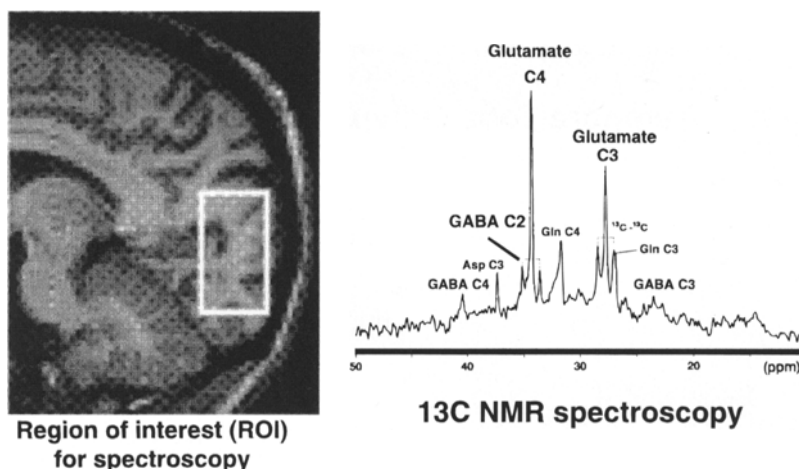 Glutamate
C4
Glutamate
C3
GABA C2
Gln C4
13C -13C
Gln C3
Asp C3
GABA C4
GABA C3
50
40
30
20
(ppm)
Region of interest (ROI)
for spectroscopy
13C NMR spectroscopy